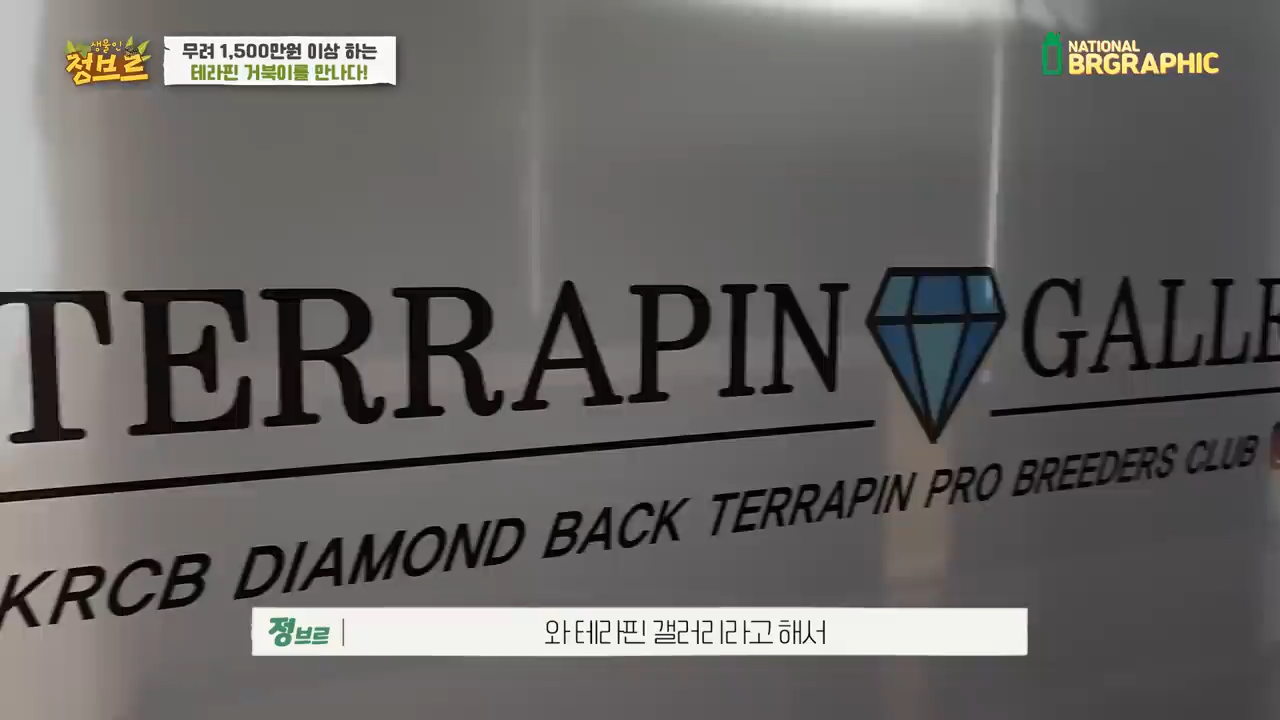 생물인
정브르
무려 1,500만원 이상 하는
테라핀 거북이를 만나다!
NATIONAL
BRGRAPHIC
TERRAPIN GALLE
KRCB DIAMOND BACK TERRAPIN PRO BREEDERS CLUB
정브르 와 테라핀 갤러리라고 해서